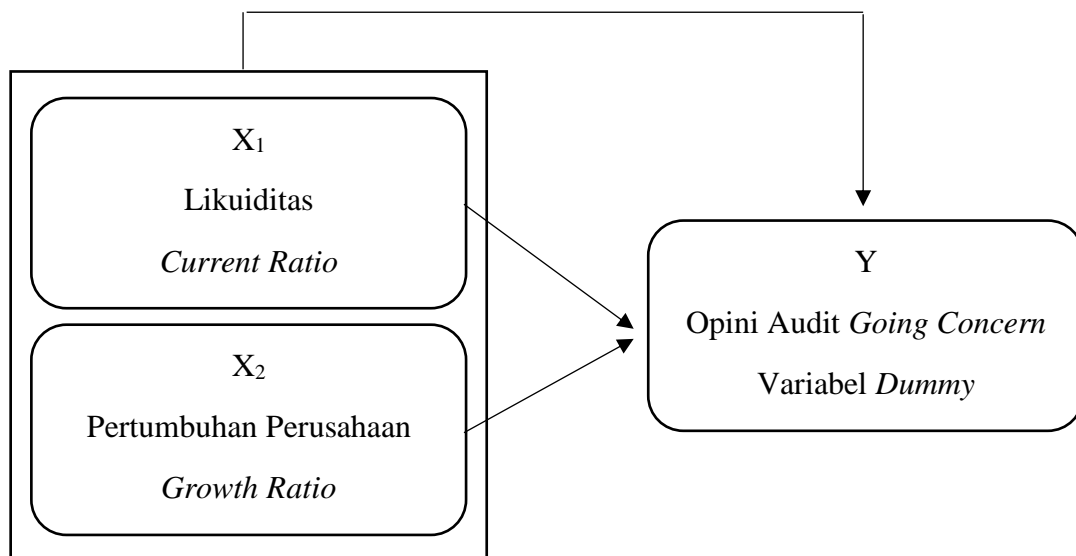 X₁
Likuiditas
Current Ratio
X₂
Pertumbuhan Perusahaan
Growth Ratio
Y
Opini Audit Going Concern
Variabel Dummy